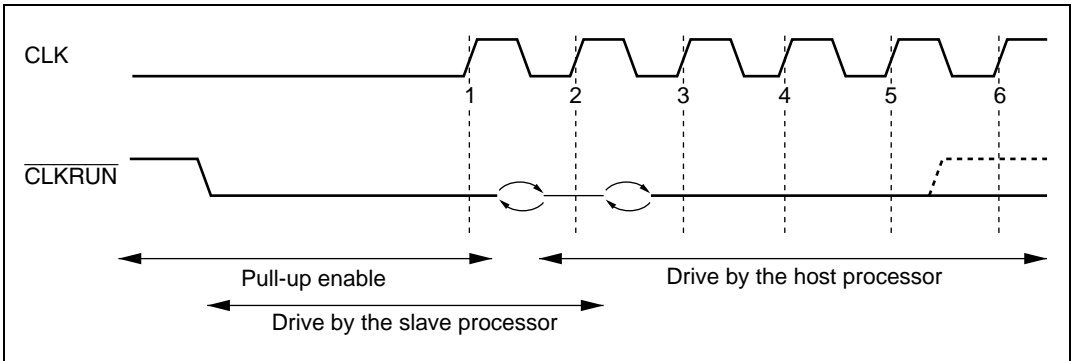 CLK
1 2 3 4 5 6
CLKRUN
Pull-up enable
Drive by the host processor
Drive by the slave processor